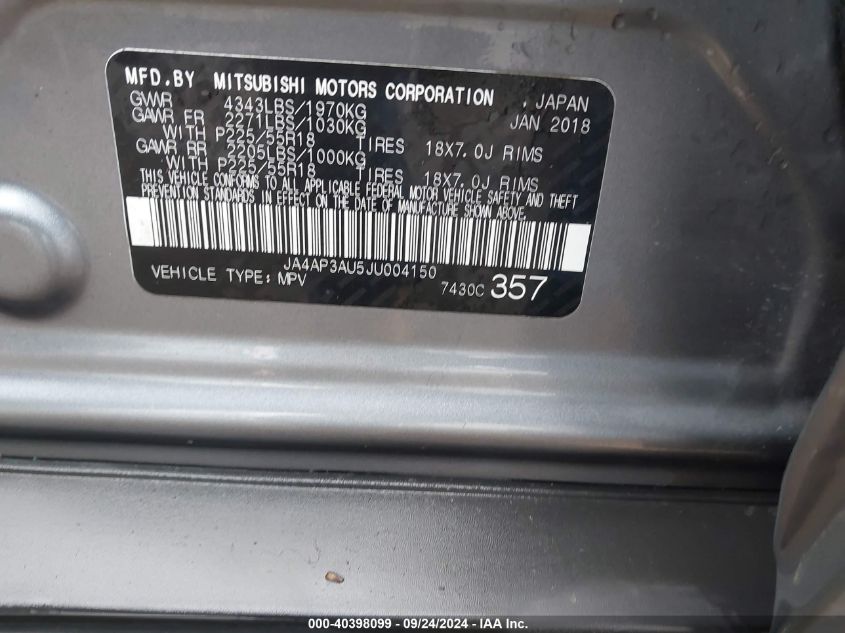 MFD.BY MITSUBISHI MOTORS CORPORATION , JAPAN
GVWR 4343LBS/1970KG JAN 2018
GAWR FR 2271LBS/1030KG
WITH P225/55R18 TIRES 18X7.0J RIMS
GAWR RR 2205LBS/1000KG
WITH P225/55R18 TIRES 18X7.0J RIMS
THIS VEHICLE CONFORMS TO ALL APPLICABLE FEDERAL MOTOR VEHICLE SAFETY AND THEFT
PREVENTION STANDARDS IN EFFECT ON THE DATE OF MANUFACTURE SHOWN ABOVE.
JA4AP3AU5JU004150
VEHICLE TYPE: MPV 7430C 357
000-40398099 - 09/24/2024 - IAA Inc.